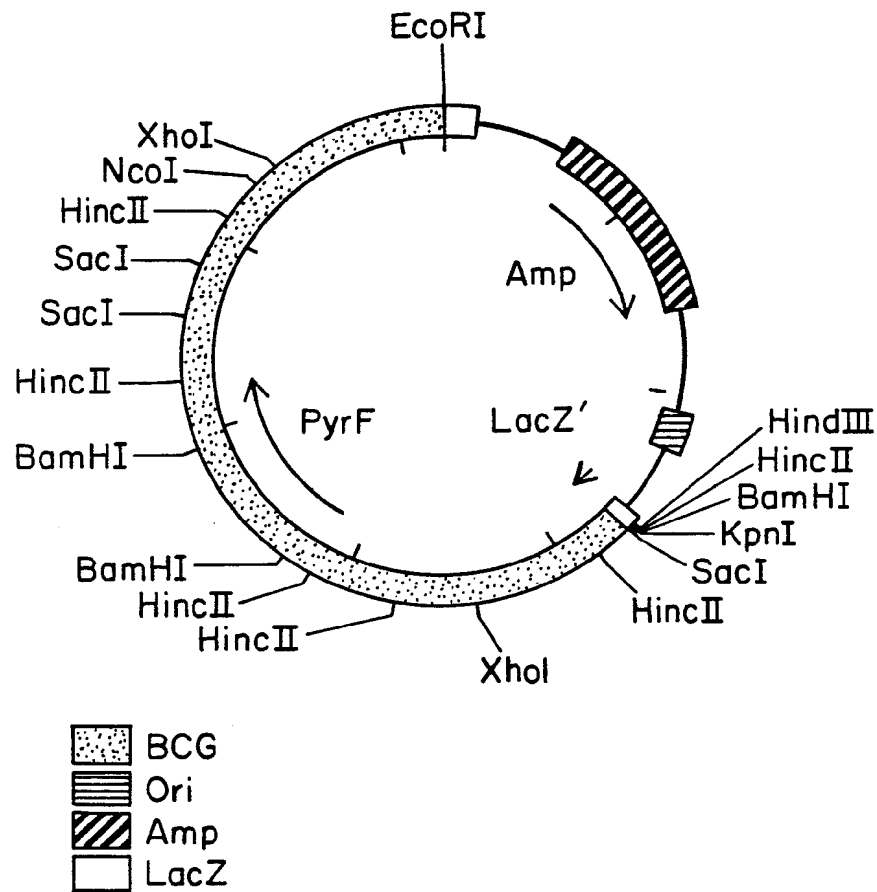 EcoRI
XhoI
NcoI
HincII
SacI
SacI
HincII
BamHI
BamHI
HincII
HincII
XhoI
HincII
SacI
KpnI
BamHI
HincII
HindIII
Amp
PyrF
LacZ'
BCG
Ori
Amp
LacZ